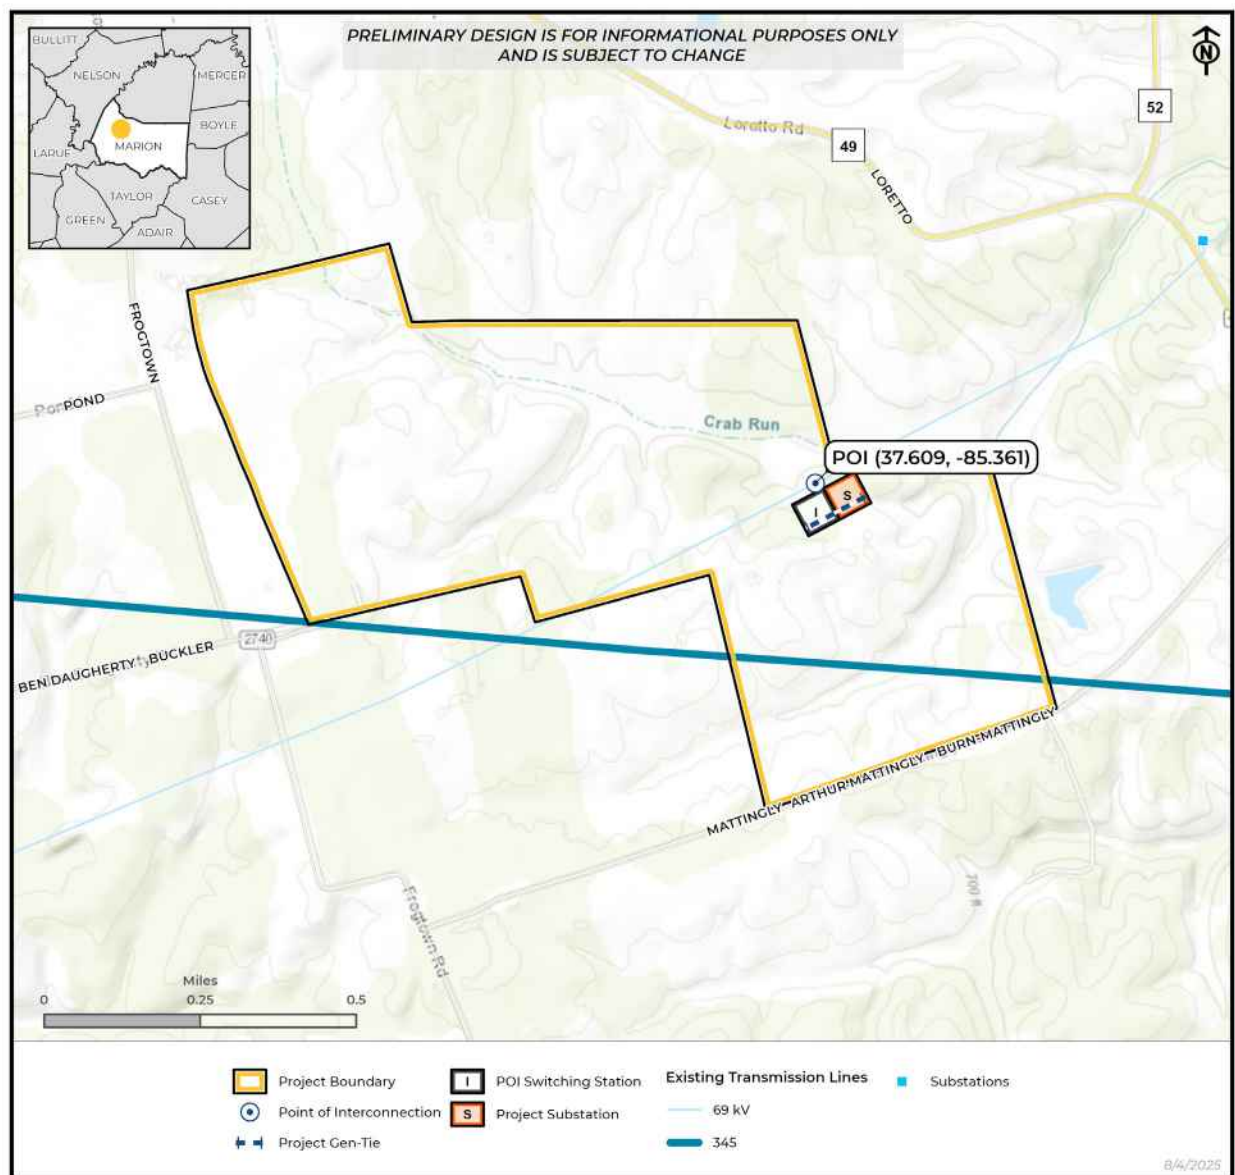 PRELIMINARY DESIGN IS FOR INFORMATIONAL PURPOSES ONLY
AND IS SUBJECT TO CHANGE
N
BULLITT
NELSON
MERCER
BOYLE
MARION
LARUE
TAYLOR
CASEY
GREEN
ADAIR
52
Loretto Rd
49
LORETTO
FROGTOWN
POND
Crab Run
POI (37.609, -85.361)
S
I
2740
BEN DAUGHERTY
BUCKLER
MATTINGLY
ARTHUR MATTINGLY
BURN-MATTINGLY
700 ft
Frogtown Rd
Miles
0
0.25
0.5
Project Boundary
Point of Interconnection
Project Gen-Tie
I
POI Switching Station
S
Project Substation
Existing Transmission Lines
69 kV
345
Substations
8/4/2025